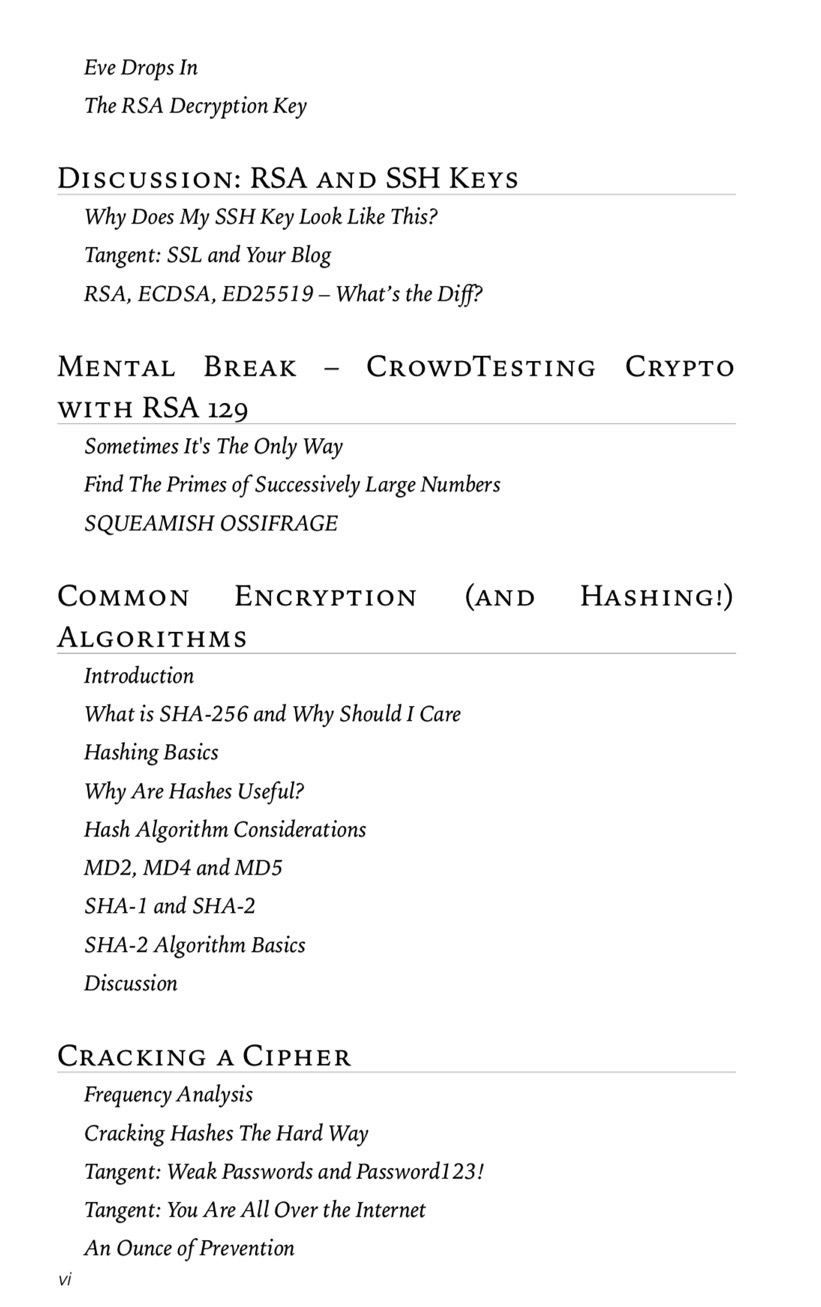 Eve Drops In
The RSA Decryption Key
Discussion: RSA and SSH Keys
Why Does My SSH Key Look Like This?
Tangent: SSL and Your Blog
RSA, ECDSA, ED25519 – What’s the Diff?
Mental Break – CrowdTesting Crypto
with RSA 129
Sometimes It's The Only Way
Find The Primes of Successively Large Numbers
SQUEAMISH OSSIFRAGE
Common Encryption (and Hashing!)
Algorithms
Introduction
What is SHA-256 and Why Should I Care
Hashing Basics
Why Are Hashes Useful?
Hash Algorithm Considerations
MD2, MD4 and MD5
SHA-1 and SHA-2
SHA-2 Algorithm Basics
Discussion
Cracking a Cipher
Frequency Analysis
Cracking Hashes The Hard Way
Tangent: Weak Passwords and Password123!
Tangent: You Are All Over the Internet
An Ounce of Prevention
vi